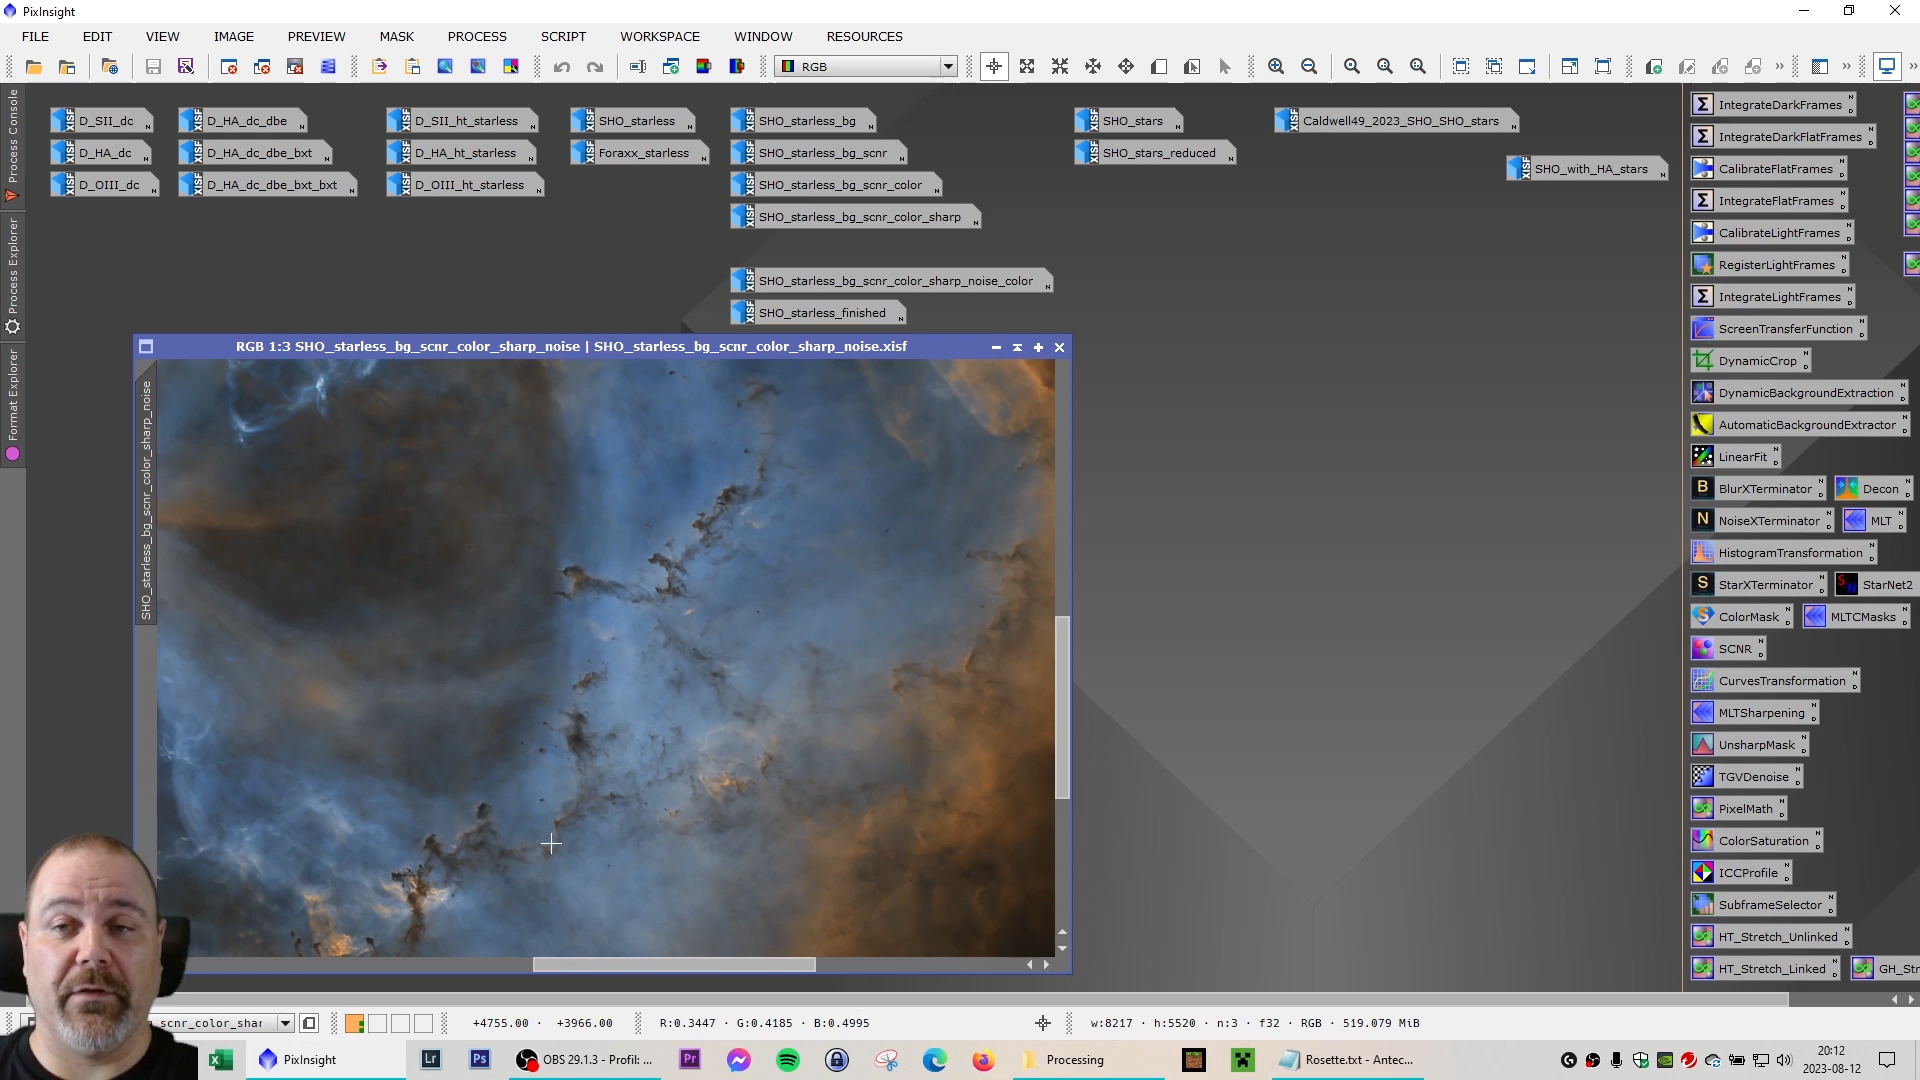 PixInsight
FILE EDIT VIEW IMAGE PREVIEW MASK PROCESS SCRIPT WORKSPACE WINDOW RESOURCES
RGB
Process Console
Process Explorer
Format Explorer
D_SII_dc
D_HA_dc
D_OIII_dc
D_HA_dc_dbe
D_HA_dc_dbe_bxt
D_HA_dc_dbe_bxt_bxt
D_SII_ht_starless
D_HA_ht_starless
D_OIII_ht_starless
SHO_starless
Foraxx_starless
SHO_starless_bg
SHO_starless_bg_scnr
SHO_starless_bg_scnr_color
SHO_starless_bg_scnr_color_sharp
SHO_starless_bg_scnr_color_sharp_noise_color
SHO_starless_finished
SHO_stars
SHO_stars_reduced
Caldwell49_2023_SHO_SHO_stars
SHO_with_HA_stars
RGB 1:3 SHO_starless_bg_scnr_color_sharp_noise | SHO_starless_bg_scnr_color_sharp_noise.xisf
SHO_starless_bg_scnr_color_sharp_noise
IntegrateDarkFrames
IntegrateDarkFlatFrames
CalibrateFlatFrames
IntegrateFlatFrames
CalibrateLightFrames
RegisterLightFrames
IntegrateLightFrames
ScreenTransferFunction
DynamicCrop
DynamicBackgroundExtraction
AutomaticBackgroundExtractor
LinearFit
BlurXTerminator Decon
NoiseXTerminator MLT
HistogramTransformation
StarXTerminator StarNet2
ColorMask MLTCMasks
SCNR
CurvesTransformation
MLTSharpening
UnsharpMask
TGVDenoise
PixelMath
ColorSaturation
ICCProfile
SubframeSelector
HT_Stretch_Unlinked
HT_Stretch_Linked GH_Str
scnr_color_shar
+4755.00 · +3966.00
R:0.3447 · G:0.4185 · B:0.4995
w:8217 · h:5520 · n:3 · f32 · RGB · 519.079 MiB
PixInsight
Lr
Ps
OBS 29.1.3 - Profil: ...
Pr
Processing
Rosette.txt - Antec...
20:12
2023-08-12